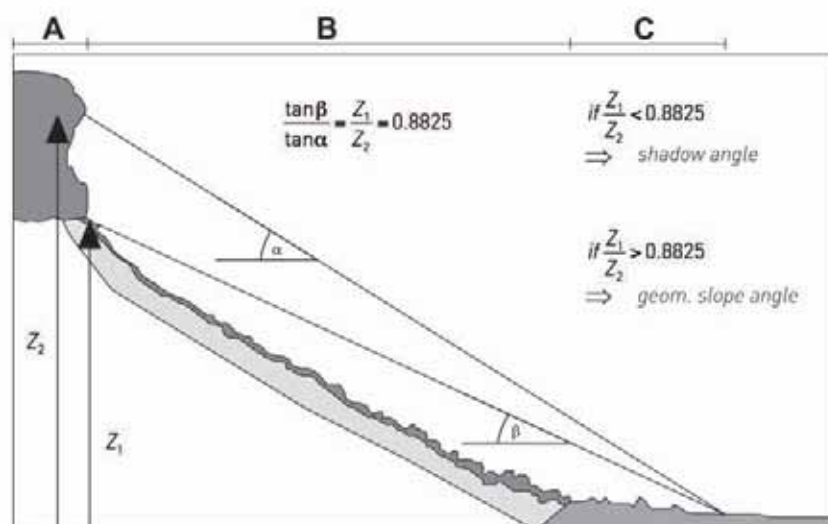 A B C
tanβ/tanα = Z₁/Z₂ = 0.8825
if Z₁/Z₂ < 0.8825
⇒ shadow angle
if Z₁/Z₂ > 0.8825
⇒ geom. slope angle
α
Z₂
Z₁
β